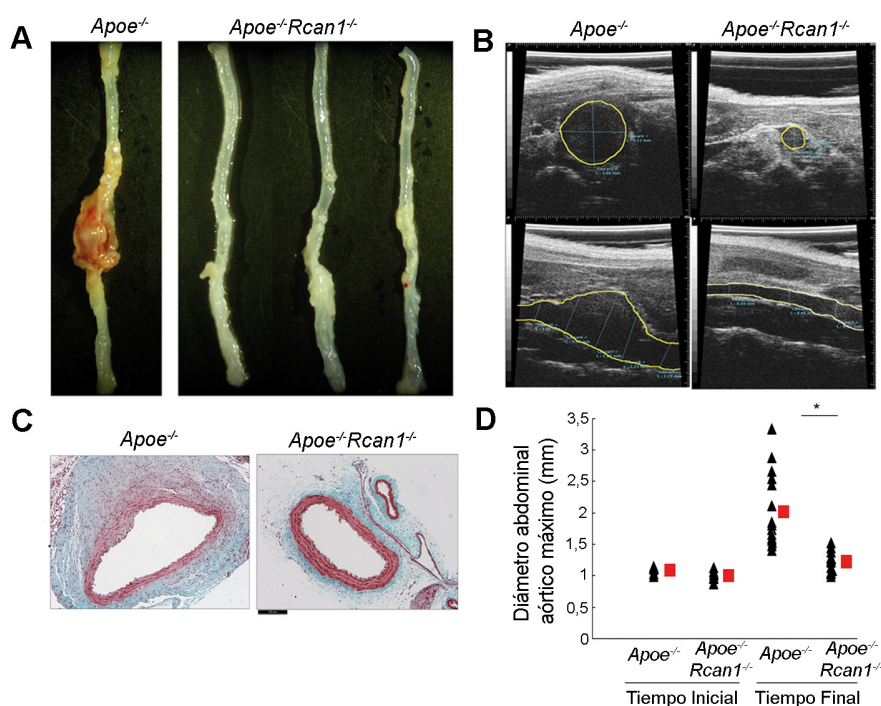 A
Apoe-/-
Apoe-/-Rcan1-/-
B
Apoe-/-
Apoe-/-Rcan1-/-
C
Apoe-/-
Apoe-/-Rcan1-/-
D
Diámetro abdominal
aórtico máximo (mm)
3,5
3
2,5
2
1,5
1
0,5
0
*
Apoe-/-
Apoe-/-
Rcan1-/-
Apoe-/-
Apoe-/-
Rcan1-/-
Tiempo Inicial
Tiempo Final